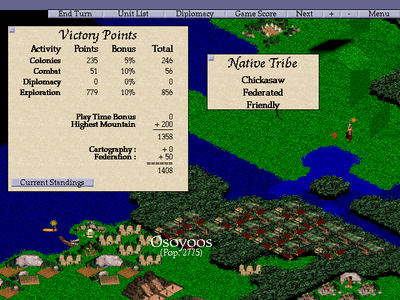 End Turn Unit List Diplomacy Game Score Next + - Menu
Victory Points
Activity Points Bonus Total
Colonies 235 5% 246
Combat 51 10% 56
Diplomacy 0 0% 0
Exploration 779 10% 856
Play Time Bonus 0
Highest Mountain + 200
1358
Cartography : + 0
Federation : + 50
======
1408
Current Standings
Native Tribe
Chickasaw
Federated
Friendly
Osoyoos
(Pop: 2775)